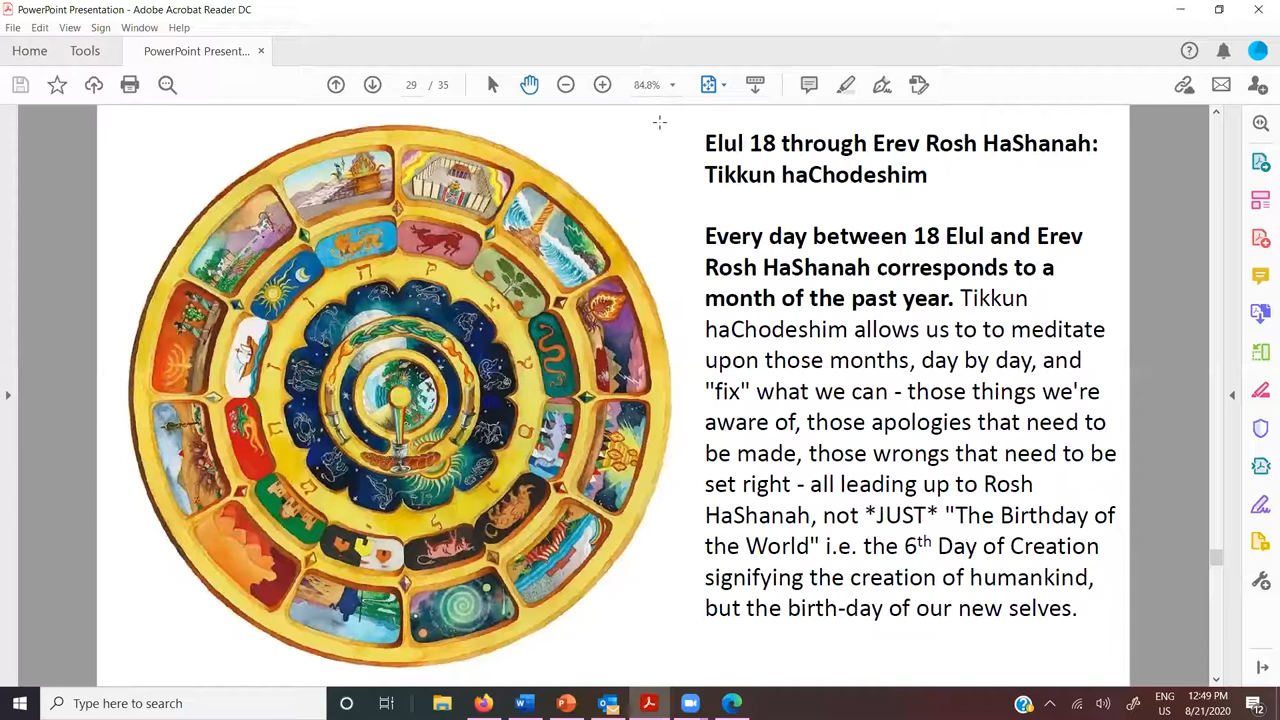 PowerPoint Presentation - Adobe Acrobat Reader DC
File Edit View Sign Window Help
Home Tools PowerPoint Present...
29 / 35 84.8%
Elul 18 through Erev Rosh HaShanah:
Tikkun haChodeshim
Every day between 18 Elul and Erev
Rosh HaShanah corresponds to a
month of the past year. Tikkun
haChodeshim allows us to to meditate
upon those months, day by day, and
"fix" what we can - those things we're
aware of, those apologies that need to
be made, those wrongs that need to be
set right - all leading up to Rosh
HaShanah, not *JUST* "The Birthday of
the World" i.e. the 6th Day of Creation
signifying the creation of humankind,
but the birth-day of our new selves.
Type here to search
ENG 12:49 PM
US 8/21/2020 12